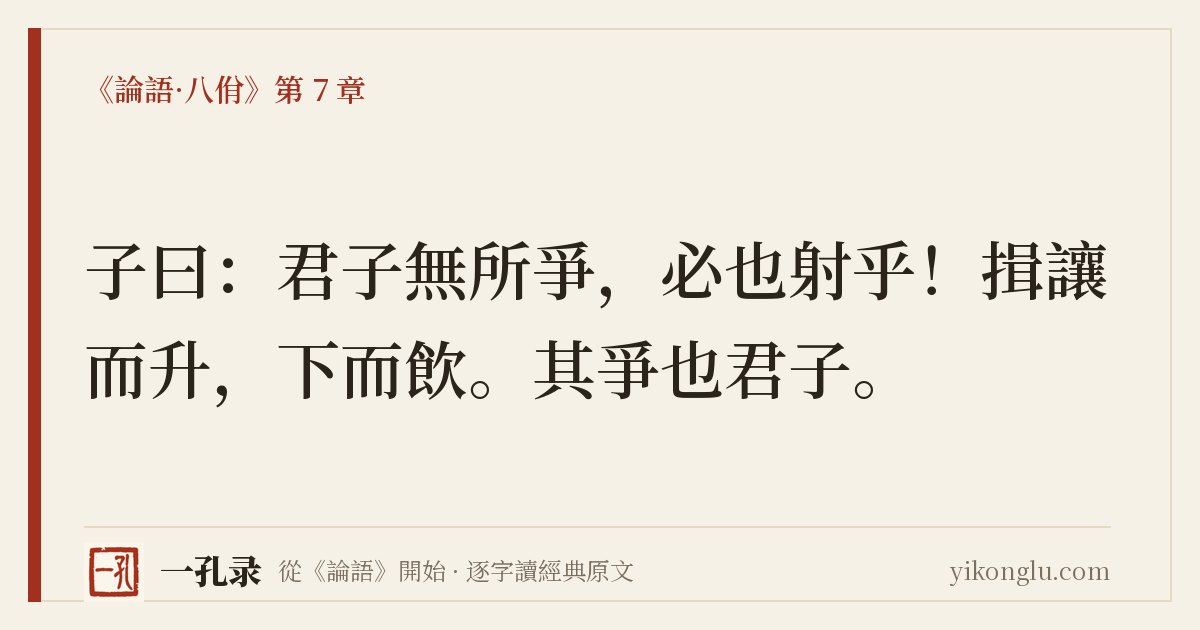 《論語·八佾》第 7 章
子曰：君子無所爭，必也射乎！揖讓
而升，下而飲。其爭也君子。
一孔
一孔录 從《論語》開始 · 逐字讀經典原文 yikonglu.com